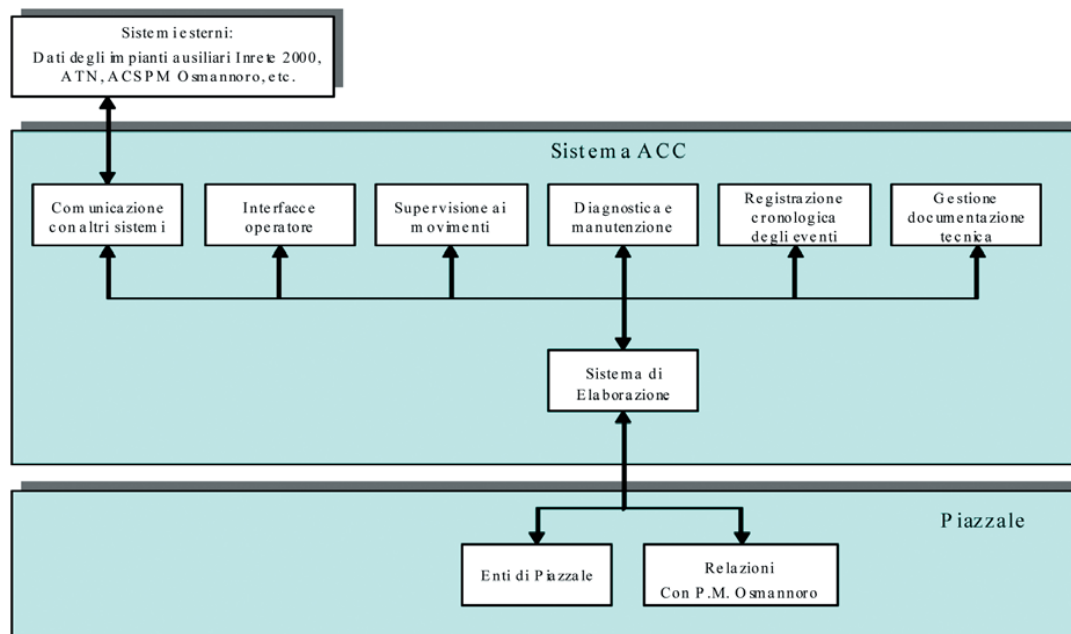 Sistemi esterni:
Dati degli impianti ausiliari Inrete 2000,
ATN, ACSPM Osmannoro, etc.
Sistema ACC
Comunicazione
con altri sistemi
Interfacce
operatore
Supervisione ai
movimenti
Diagnostica e
manutenzione
Registrazione
cronologica
degli eventi
Gestione
documentazione
tecnica
Sistema di
Elaborazione
Piazzale
Enti di Piazzale
Relazioni
Con P.M. Osmannoro